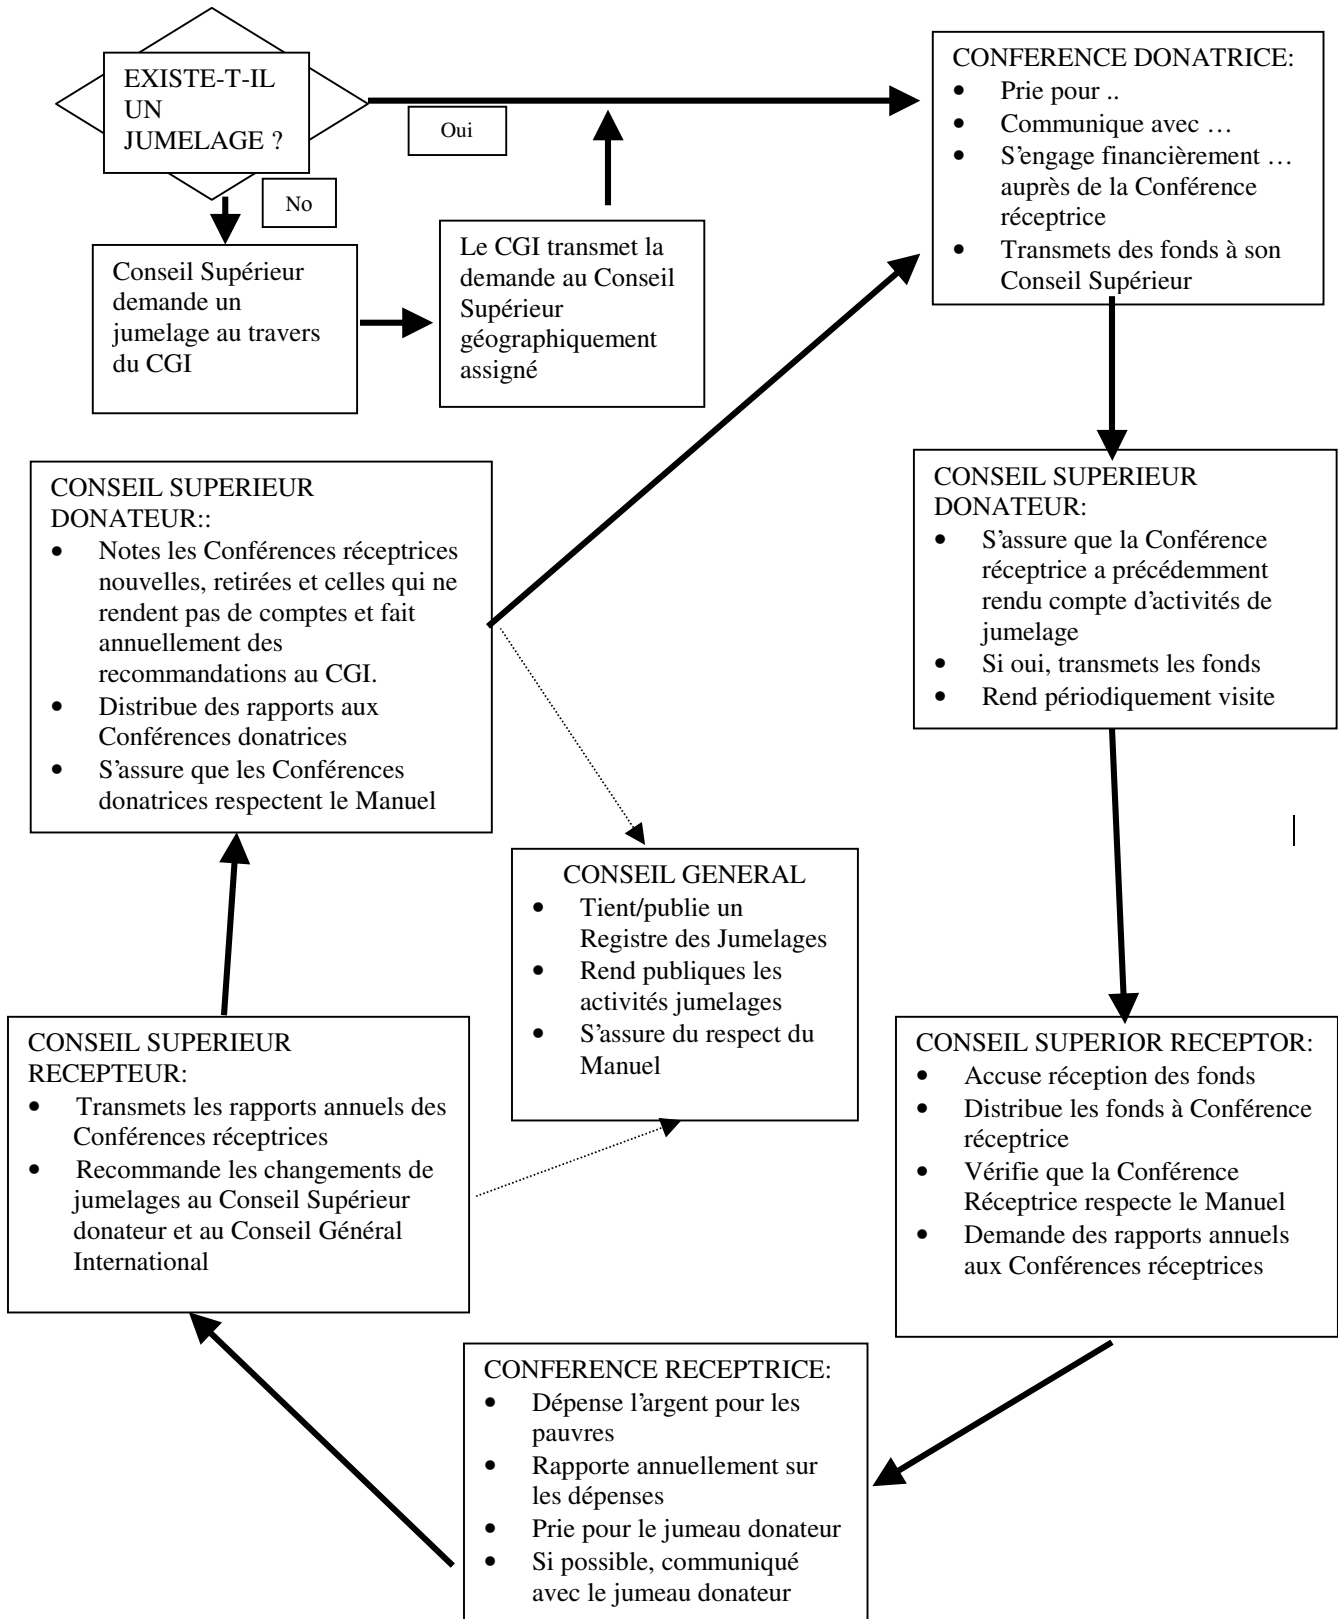 EXISTE-T-IL
UN
JUMELAGE ?
Oui
No
Conseil Supérieur
demande un
jumelage au travers
du CGI
Le CGI transmet la
demande au Conseil
Supérieur
géographiquement
assigné
CONFERENCE DONATRICE:
• Prie pour ..
• Communique avec …
• S’engage financièrement …
auprès de la Conférence
réceptrice
• Transmets des fonds à son
Conseil Supérieur
CONSEIL SUPERIEUR
DONATEUR:
• S’assure que la Conférence
réceptrice a précédemment
rendu compte d’activités de
jumelage
• Si oui, transmets les fonds
• Rend périodiquement visite
CONSEIL SUPERIEUR
DONATEUR::
• Notes les Conférences réceptrices
nouvelles, retirées et celles qui ne
rendent pas de comptes et fait
annuellement des
recommandations au CGI.
• Distribue des rapports aux
Conférences donatrices
• S’assure que les Conférences
donatrices respectent le Manuel
CONSEIL GENERAL
• Tient/publie un
Registre des Jumelages
• Rend publiques les
activités jumelages
• S’assure du respect du
Manuel
CONSEIL SUPERIEUR
RECEPTEUR:
• Transmets les rapports annuels des
Conférences réceptrices
• Recommande les changements de
jumelages au Conseil Supérieur
donateur et au Conseil Général
International
CONSEIL SUPERIOR RECEPTOR:
• Accuse réception des fonds
• Distribue les fonds à Conférence
réceptrice
• Vérifie que la Conférence
Réceptrice respecte le Manuel
• Demande des rapports annuels
aux Conférences réceptrices
CONFERENCE RECEPTRICE:
• Dépense l’argent pour les
pauvres
• Rapporte annuellement sur
les dépenses
• Prie pour le jumeau donateur
• Si possible, communiqué
avec le jumeau donateur